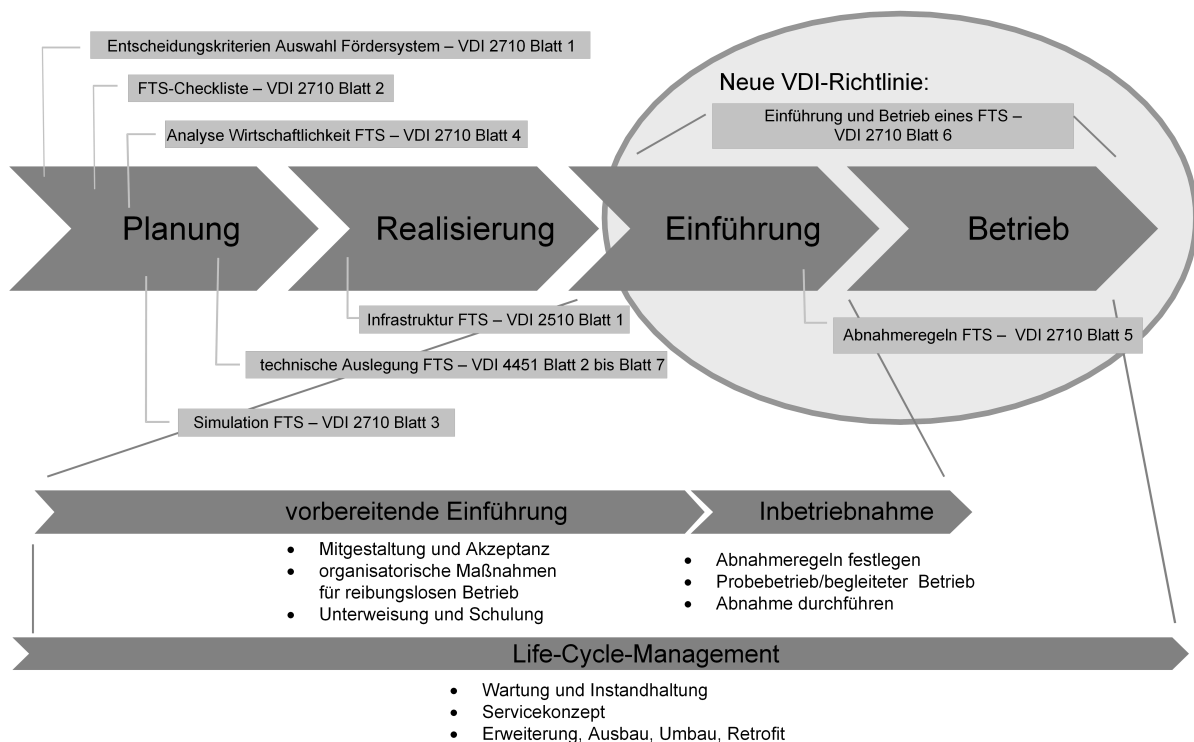 Entscheidungskriterien Auswahl Fördersystem – VDI 2710 Blatt 1
FTS-Checkliste – VDI 2710 Blatt 2
Analyse Wirtschaftlichkeit FTS – VDI 2710 Blatt 4
Neue VDI-Richtlinie:
Einführung und Betrieb eines FTS –
VDI 2710 Blatt 6
Planung
Realisierung
Einführung
Betrieb
Infrastruktur FTS – VDI 2510 Blatt 1
Abnahmeregeln FTS – VDI 2710 Blatt 5
technische Auslegung FTS – VDI 4451 Blatt 2 bis Blatt 7
Simulation FTS – VDI 2710 Blatt 3
vorbereitende Einführung
• Mitgestaltung und Akzeptanz
• organisatorische Maßnahmen
für reibungslosen Betrieb
• Unterweisung und Schulung
Inbetriebnahme
• Abnahmeregeln festlegen
• Probebetrieb/begleiteter Betrieb
• Abnahme durchführen
Life-Cycle-Management
• Wartung und Instandhaltung
• Servicekonzept
• Erweiterung, Ausbau, Umbau, Retrofit